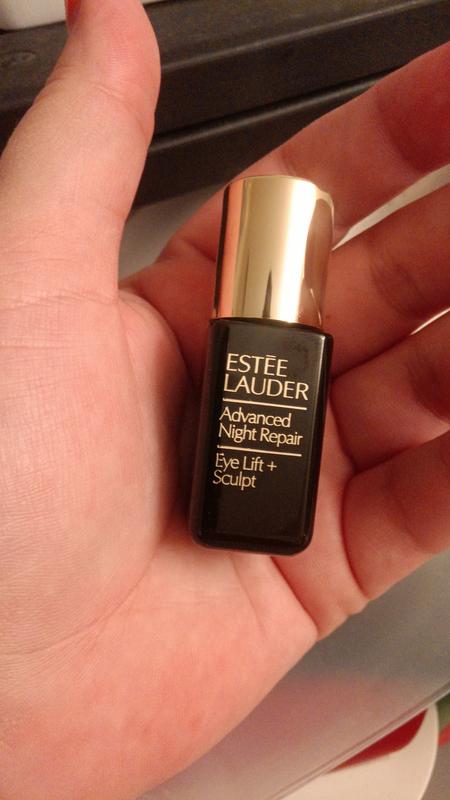 ESTĒE
LAUDER
Advanced
Night Repair
Eye Lift +
Sculpt